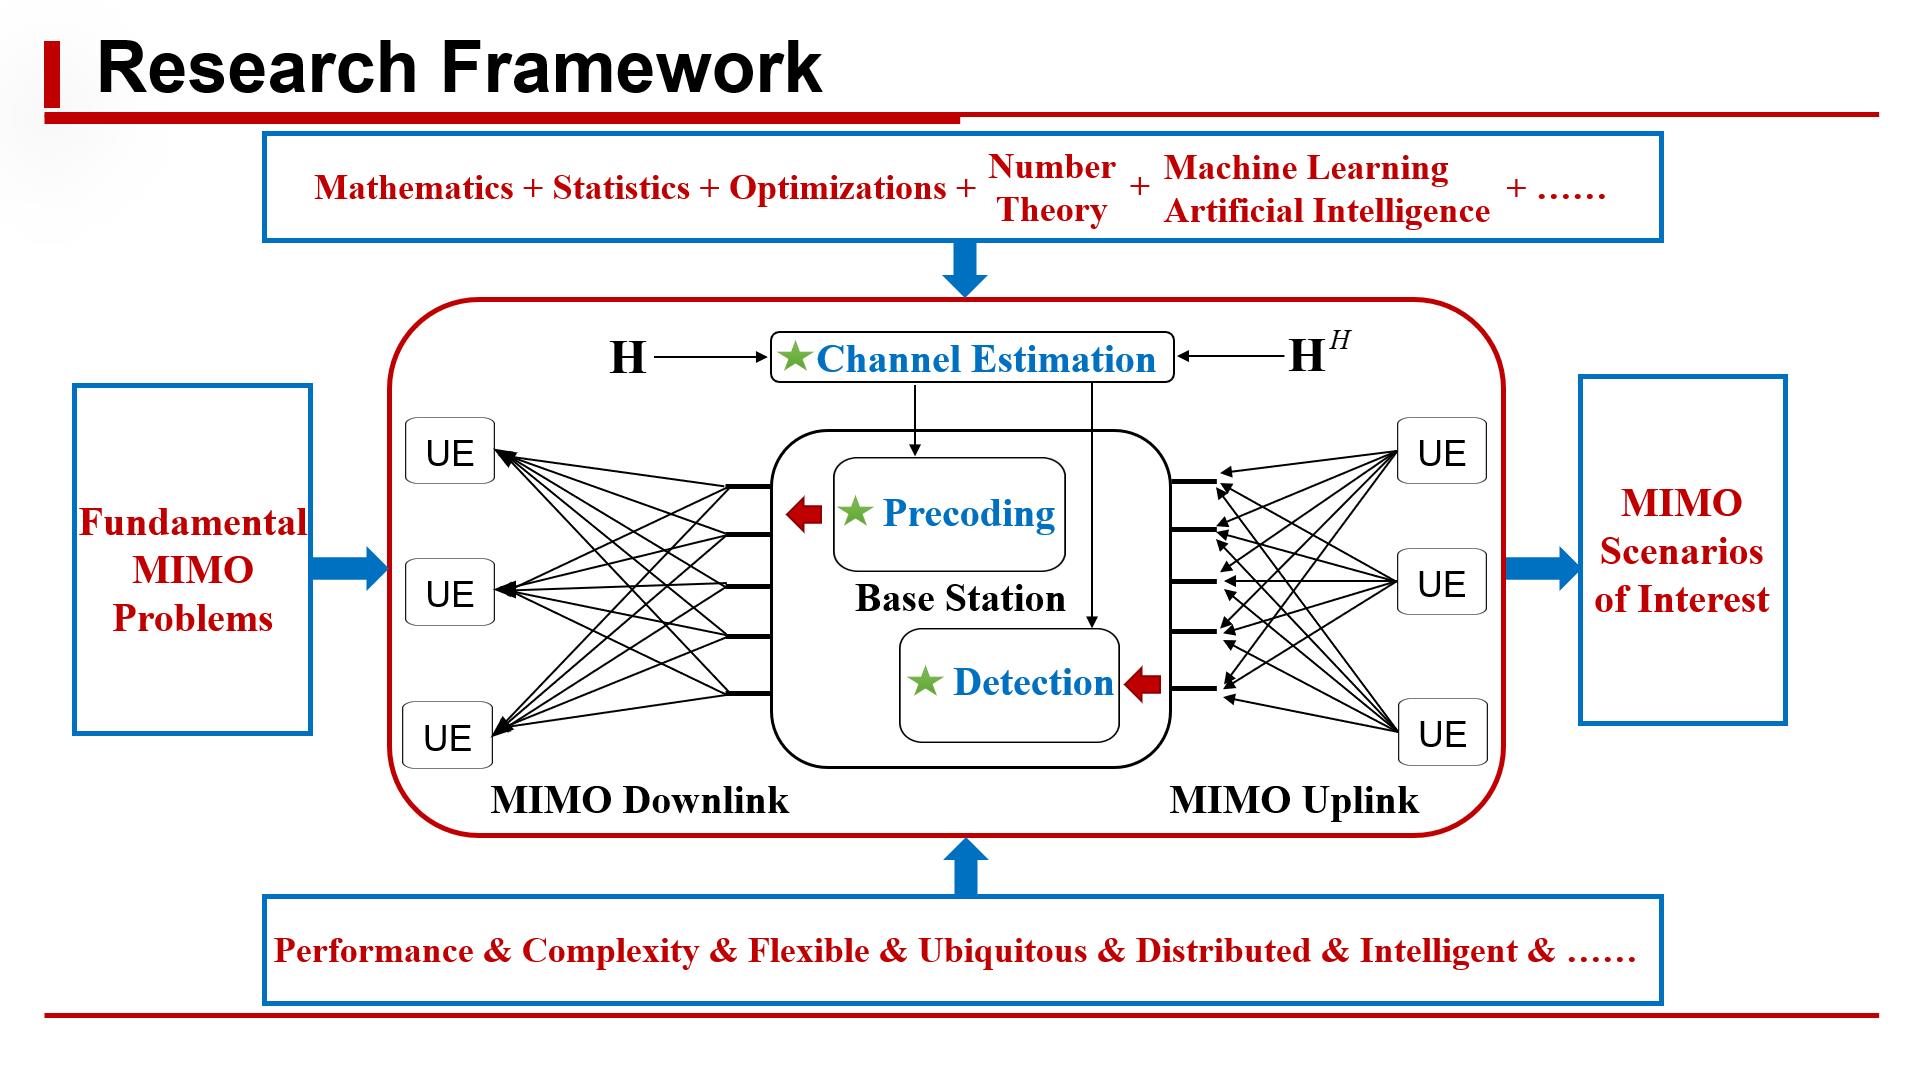 Research Framework
Mathematics + Statistics + Optimizations + Number Theory + Machine Learning Artificial Intelligence + ……
H
★Channel Estimation
H^H
UE
UE
UE
Fundamental
MIMO
Problems
★ Precoding
Base Station
★ Detection
UE
UE
UE
MIMO
Scenarios
of Interest
MIMO Downlink
MIMO Uplink
Performance & Complexity & Flexible & Ubiquitous & Distributed & Intelligent & ……